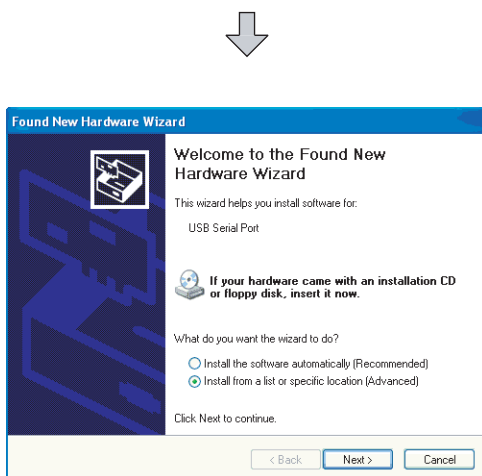 Found New Hardware Wizard
Welcome to the Found New
Hardware Wizard
This wizard helps you install software for:
USB Serial Port
If your hardware came with an installation CD
or floppy disk, insert it now.
What do you want the wizard to do?
Install the software automatically (Recommended)
Install from a list or specific location (Advanced)
Click Next to continue.
< Back Next > Cancel